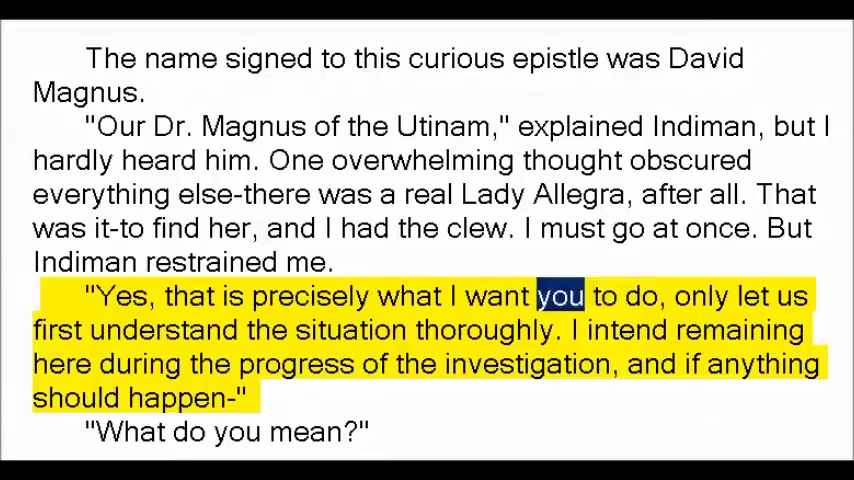 The name signed to this curious epistle was David
Magnus.
"Our Dr. Magnus of the Utinam," explained Indiman, but I
hardly heard him. One overwhelming thought obscured
everything else-there was a real Lady Allegra, after all. That
was it-to find her, and I had the clew. I must go at once. But
Indiman restrained me.
"Yes, that is precisely what I want you to do, only let us
first understand the situation thoroughly. I intend remaining
here during the progress of the investigation, and if anything
should happen-"
"What do you mean?"